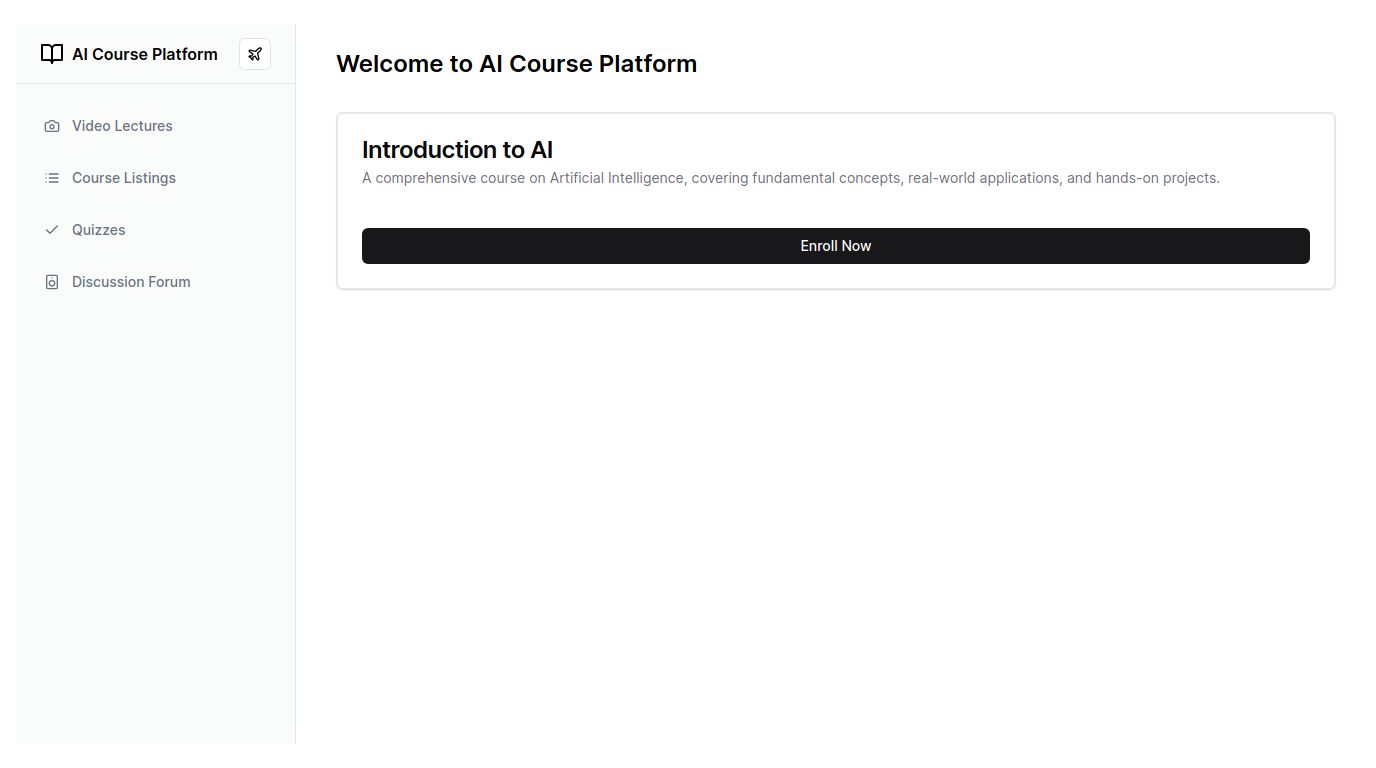 AI Course Platform
Video Lectures
Course Listings
Quizzes
Discussion Forum
Welcome to AI Course Platform
Introduction to AI
A comprehensive course on Artificial Intelligence, covering fundamental concepts, real-world applications, and hands-on projects.
Enroll Now